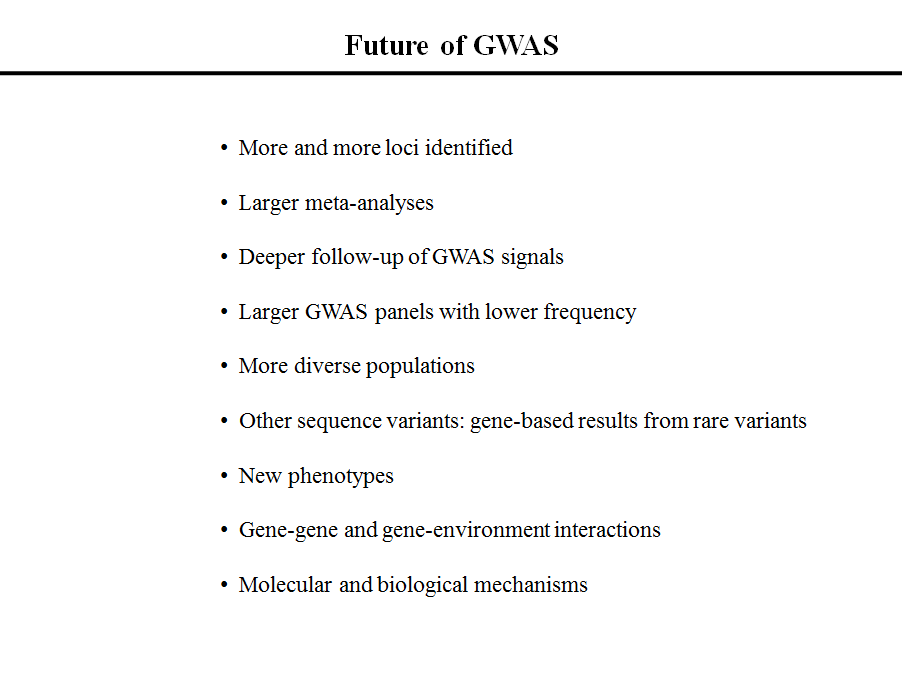 Future of GWAS
• More and more loci identified
• Larger meta-analyses
• Deeper follow-up of GWAS signals
• Larger GWAS panels with lower frequency
• More diverse populations
• Other sequence variants: gene-based results from rare variants
• New phenotypes
• Gene-gene and gene-environment interactions
• Molecular and biological mechanisms